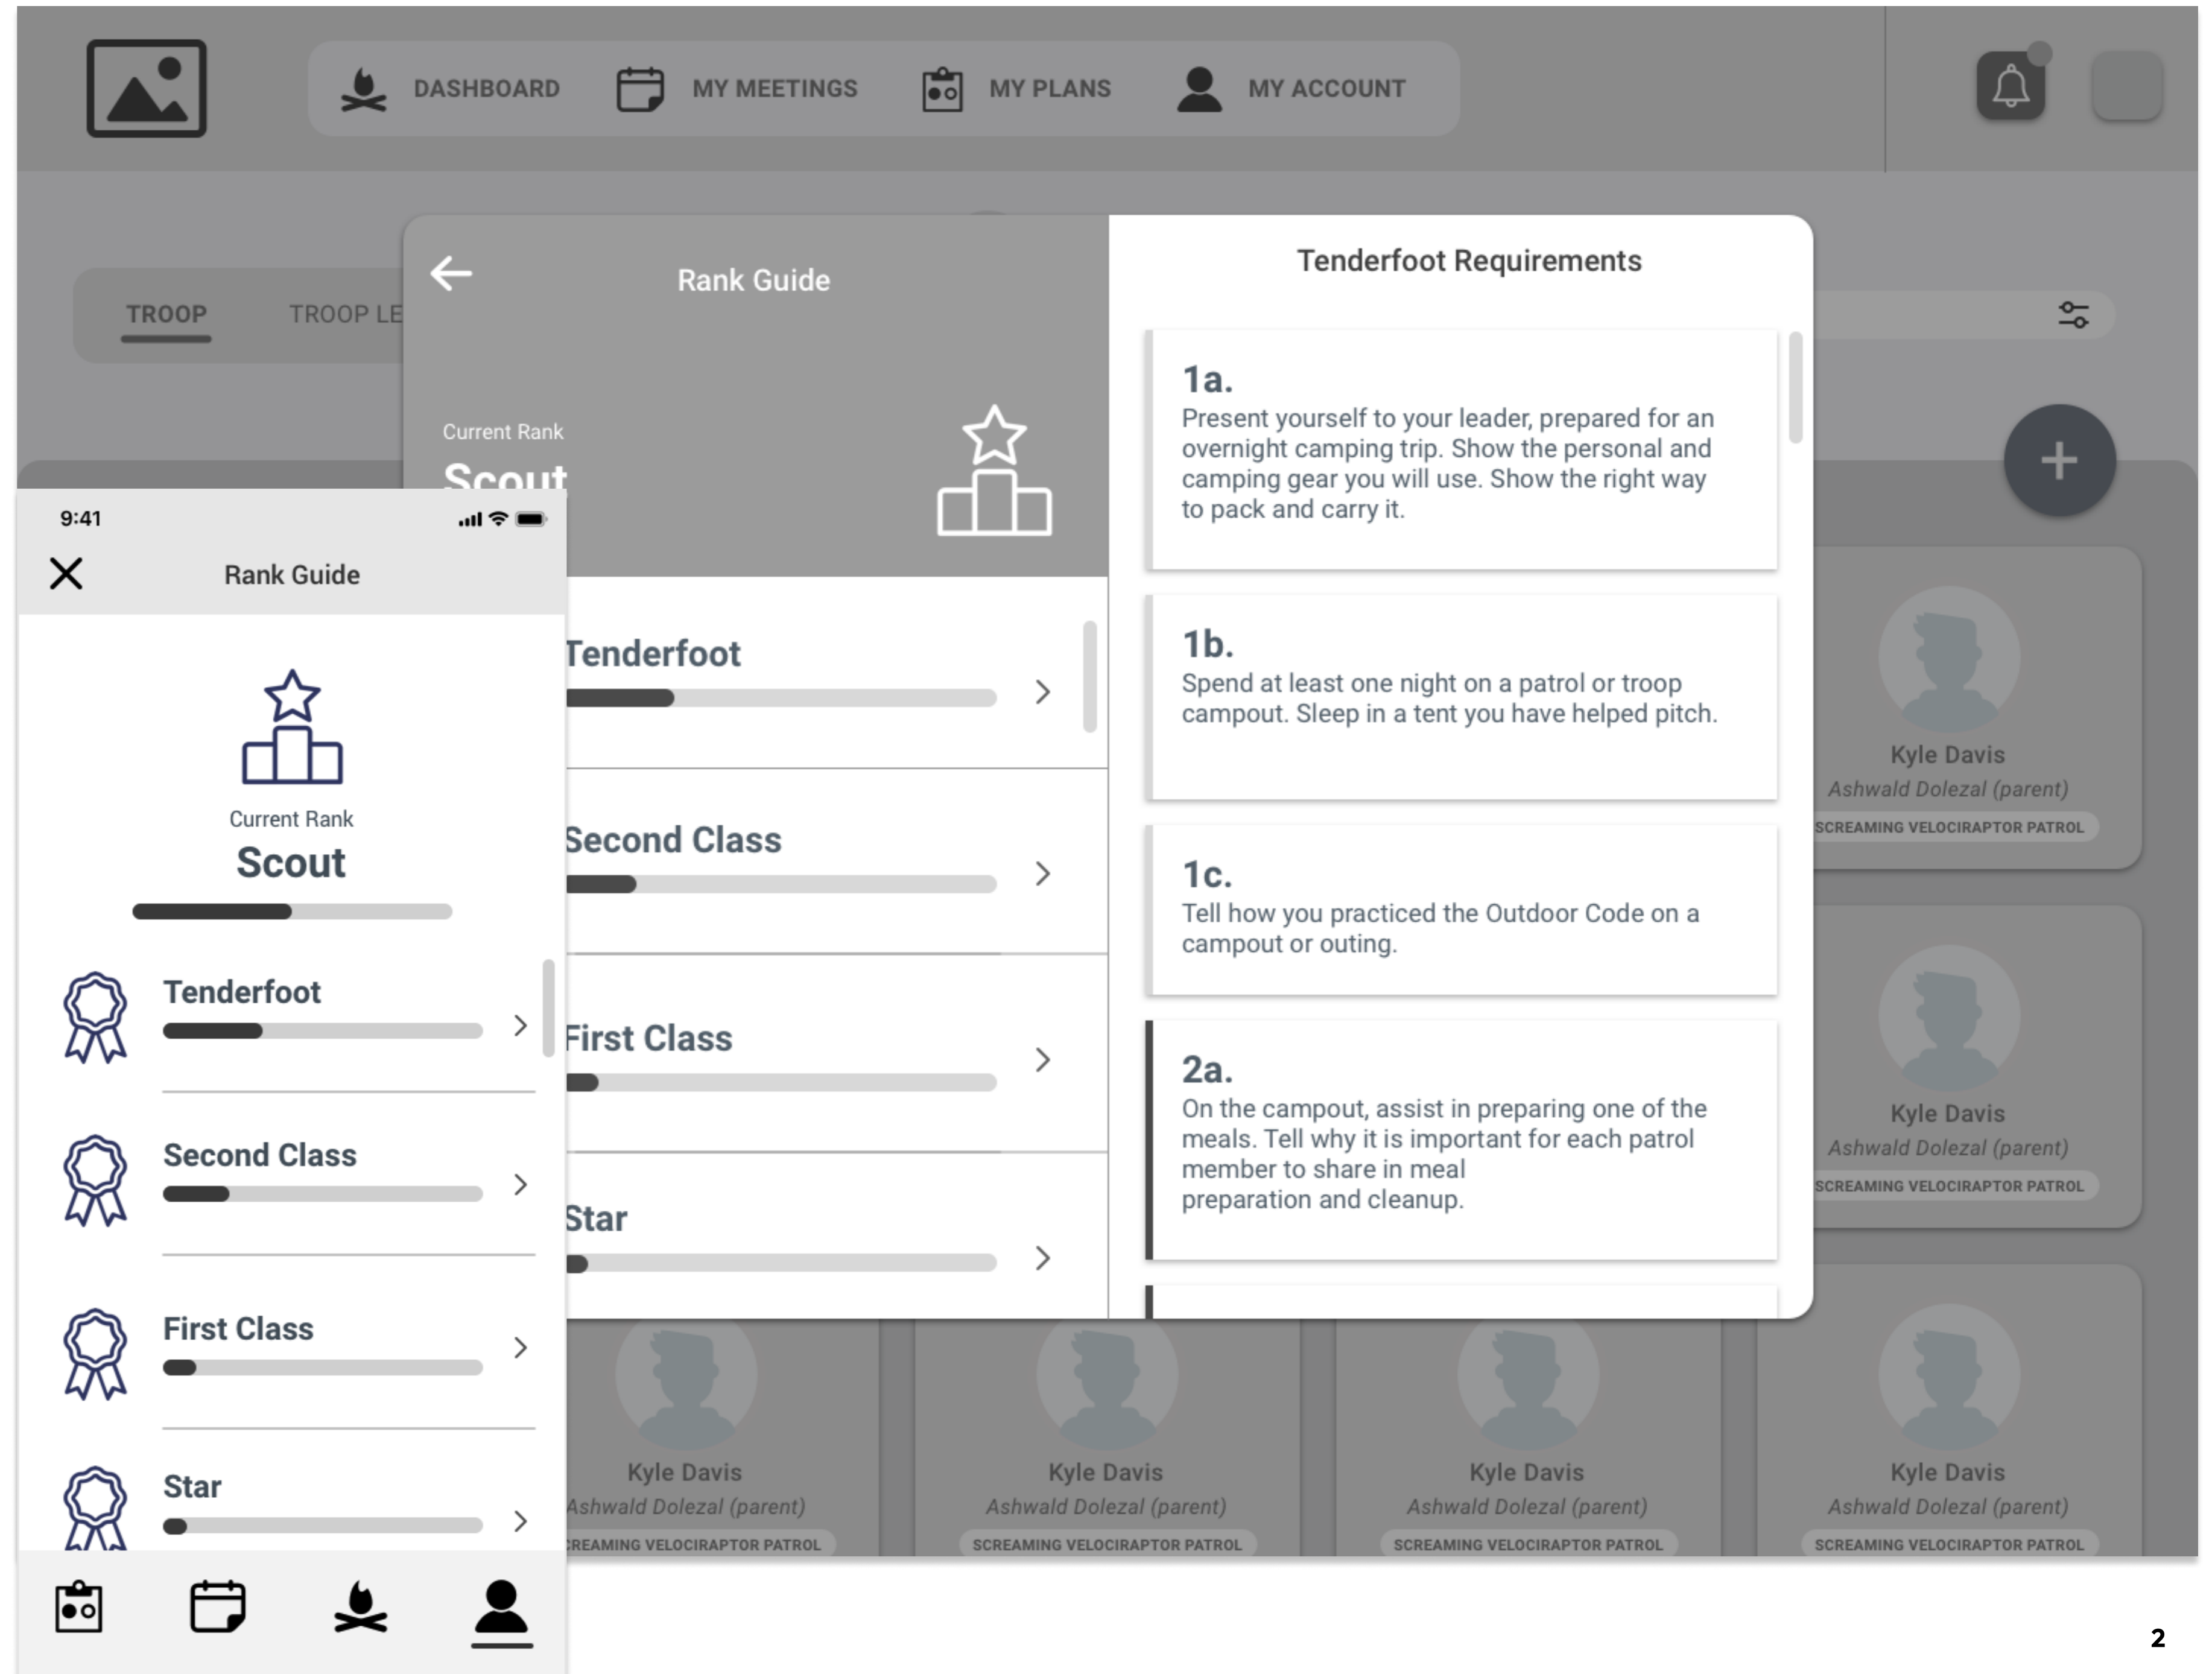 DASHBOARD
MY MEETINGS
MY PLANS
MY ACCOUNT
TROOP
TROOP LE
Rank Guide
Current Rank
Scout
Tenderfoot
Second Class
First Class
Star
Tenderfoot Requirements
1a.
Present yourself to your leader, prepared for an
overnight camping trip. Show the personal and
camping gear you will use. Show the right way
to pack and carry it.
1b.
Spend at least one night on a patrol or troop
campout. Sleep in a tent you have helped pitch.
1c.
Tell how you practiced the Outdoor Code on a
campout or outing.
2a.
On the campout, assist in preparing one of the
meals. Tell why it is important for each patrol
member to share in meal
preparation and cleanup.
9:41
Rank Guide
Current Rank
Scout
Tenderfoot
Second Class
First Class
Star
Kyle Davis
Ashwald Dolezal (parent)
SCREAMING VELOCIRAPTOR PATROL
Kyle Davis
Ashwald Dolezal (parent)
SCREAMING VELOCIRAPTOR PATROL
Kyle Davis
Ashwald Dolezal (parent)
CREAMING VELOCIRAPTOR PATROL
Kyle Davis
Ashwald Dolezal (parent)
SCREAMING VELOCIRAPTOR PATROL
Kyle Davis
Ashwald Dolezal (parent)
SCREAMING VELOCIRAPTOR PATROL
Kyle Davis
Ashwald Dolezal (parent)
SCREAMING VELOCIRAPTOR PATROL
2